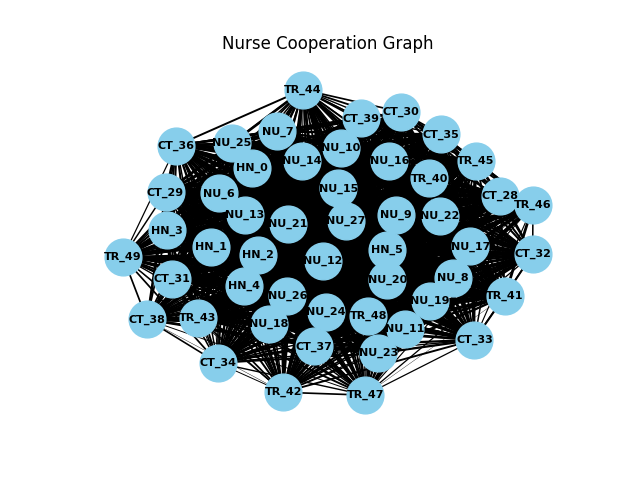 Nurse Cooperation Graph
TR_44
CT_30
CT_39
NU_7
CT_35
NU_25
CT_36
NU_10
NU_14
NU_16
TR_45
HN_0
TR_40
NU_15
CT_29
NU_6
CT_28
TR_46
NU_13
NU_9
NU_22
NU_27
NU_21
HN_3
HN_1
NU_17
HN_5
CT_32
HN_2
TR_49
NU_12
CT_31
NU_8
NU_20
HN_4
NU_26
TR_41
NU_19
NU_24
TR_48
CT_38
TR_43
NU_18
NU_11
CT_33
CT_37
NU_23
CT_34
TR_42
TR_47